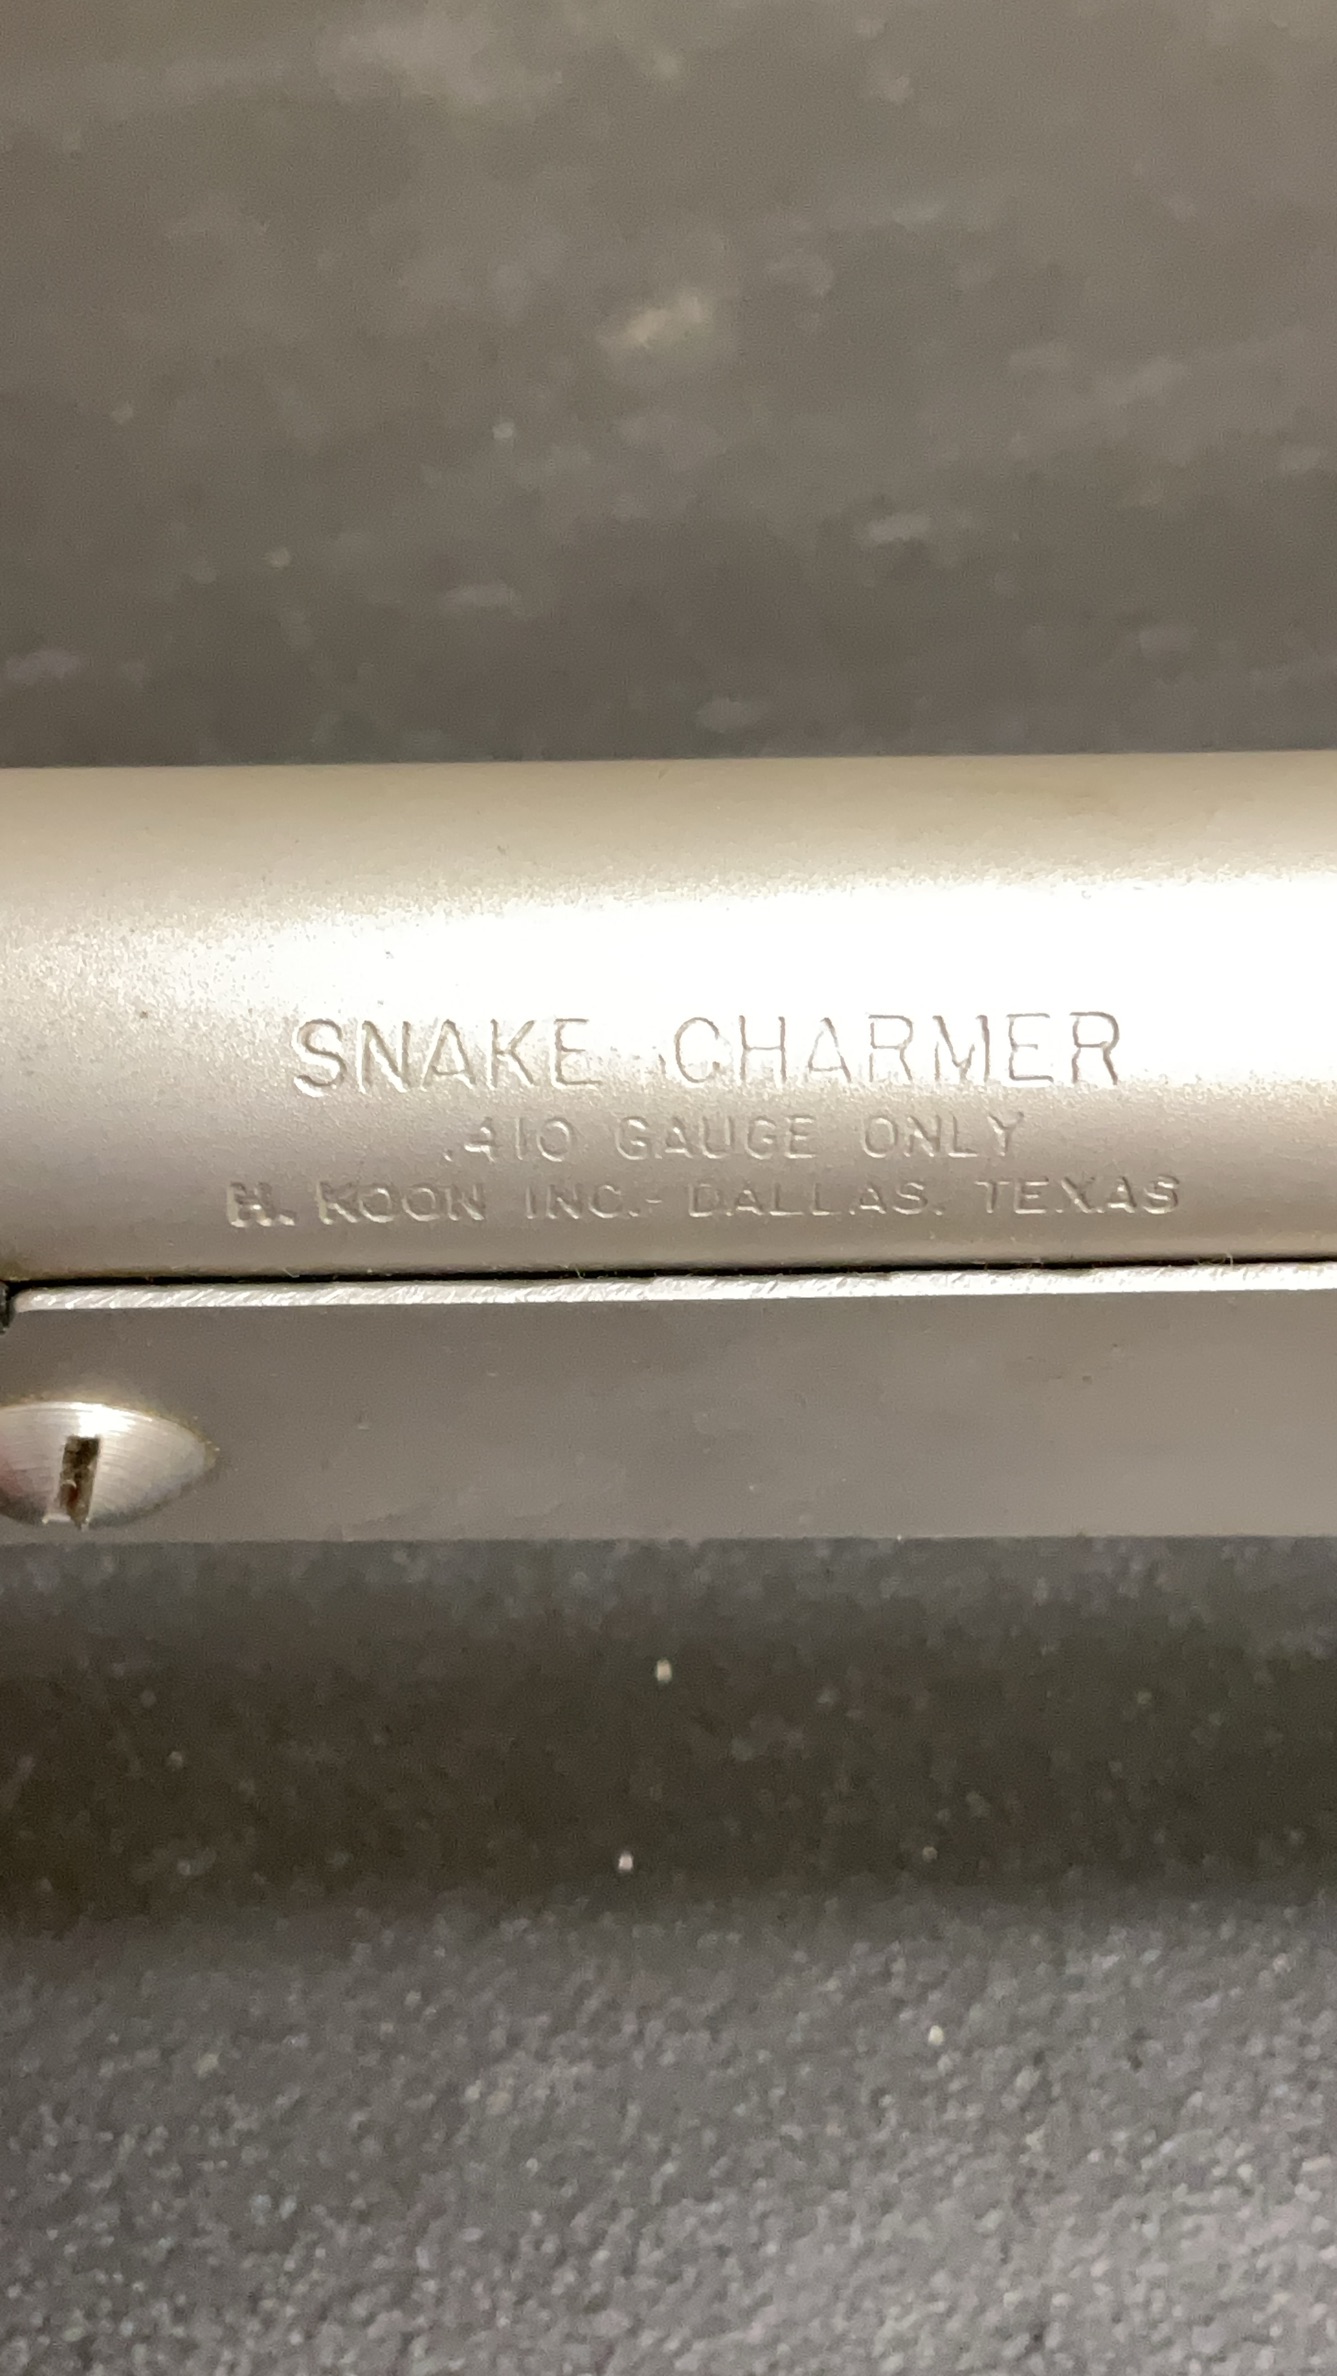 SNAKE CHARMER
.410 GAUGE ONLY
H. KOON INC.- DALLAS, TEXAS